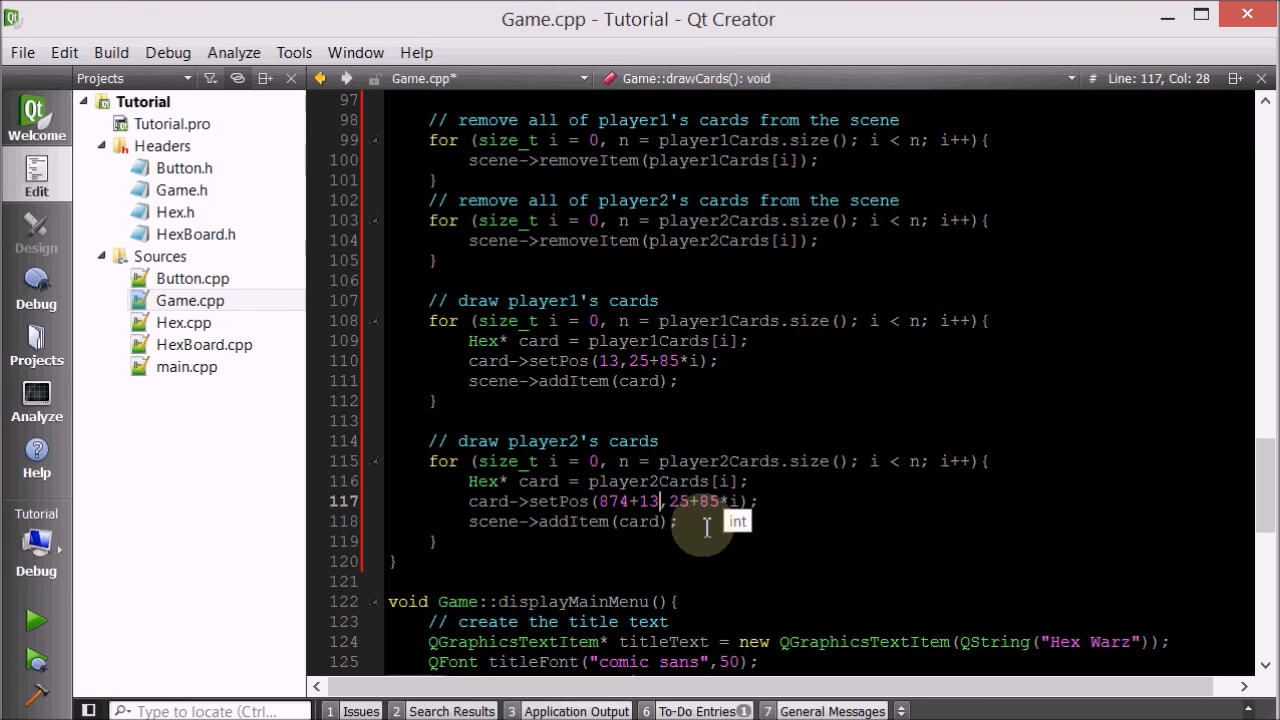 Game.cpp - Tutorial - Qt Creator
File Edit Build Debug Analyze Tools Window Help
Projects Game.cpp* Game::drawCards(): void # Line: 117, Col: 28
Qt
Welcome
Edit
Design
Debug
Projects
Analyze
Help
Tutorial
Debug
Tutorial
Tutorial.pro
Headers
Button.h
Game.h
Hex.h
HexBoard.h
Sources
Button.cpp
Game.cpp
Hex.cpp
HexBoard.cpp
main.cpp
97
98 // remove all of player1's cards from the scene
99 for (size_t i = 0, n = player1Cards.size(); i < n; i++){
100 scene->removeItem(player1Cards[i]);
101 }
102 // remove all of player2's cards from the scene
103 for (size_t i = 0, n = player2Cards.size(); i < n; i++){
104 scene->removeItem(player2Cards[i]);
105 }
106
107 // draw player1's cards
108 for (size_t i = 0, n = player1Cards.size(); i < n; i++){
109 Hex* card = player1Cards[i];
110 card->setPos(13,25+85*i);
111 scene->addItem(card);
112 }
113
114 // draw player2's cards
115 for (size_t i = 0, n = player2Cards.size(); i < n; i++){
116 Hex* card = player2Cards[i];
117 card->setPos(874+13,25+85*i);
118 scene->addItem(card);
int
119 }
120 }
121
122 void Game::displayMainMenu(){
123 // create the title text
124 QGraphicsTextItem* titleText = new QGraphicsTextItem(QString("Hex Warz"));
125 QFont titleFont("comic sans",50);
Type to locate (Ctrl... 1 Issues 2 Search Results 3 Application Output 6 To-Do Entries 1 7 General Messages